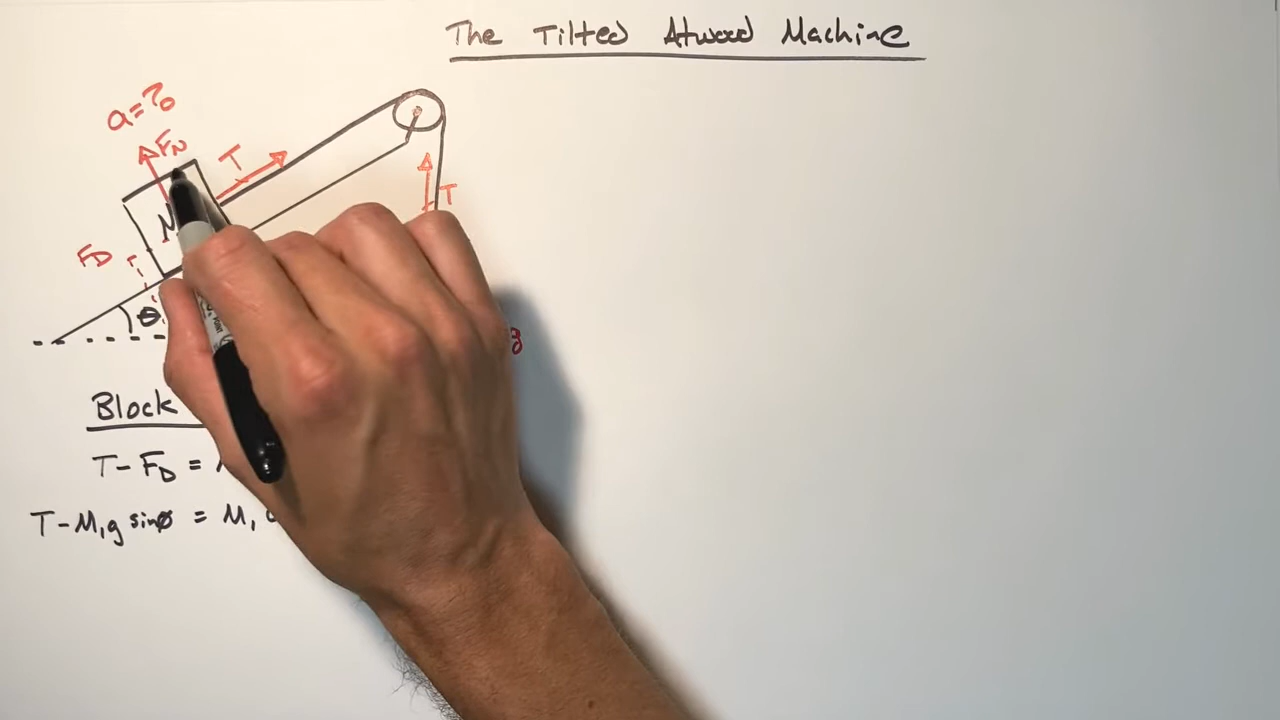 The Tilted Atwood Machine
a=?
FN
T
T
FD
θ
Block
T-FD =
T-M₁g sinθ = M₁